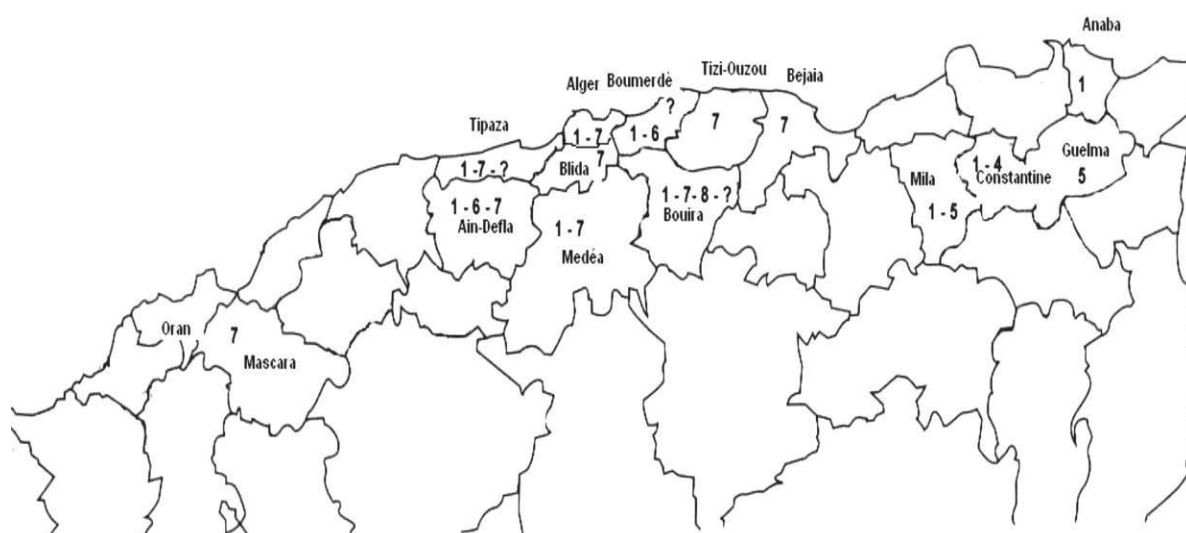 Anaba
1
Alger
Boumerdè
Tizi-Ouzou
Bejaia
?
Tipaza
1 - 7
1 - 6
7
7
1 -7 -?
Blida
7
1 - 4
Guelma
Constantine
5
Mila
1 - 5
1 - 6 - 7
Ain-Defla
1 - 7- 8 - ?
Bouira
1 - 7
Medéa
Oran
7
Mascara